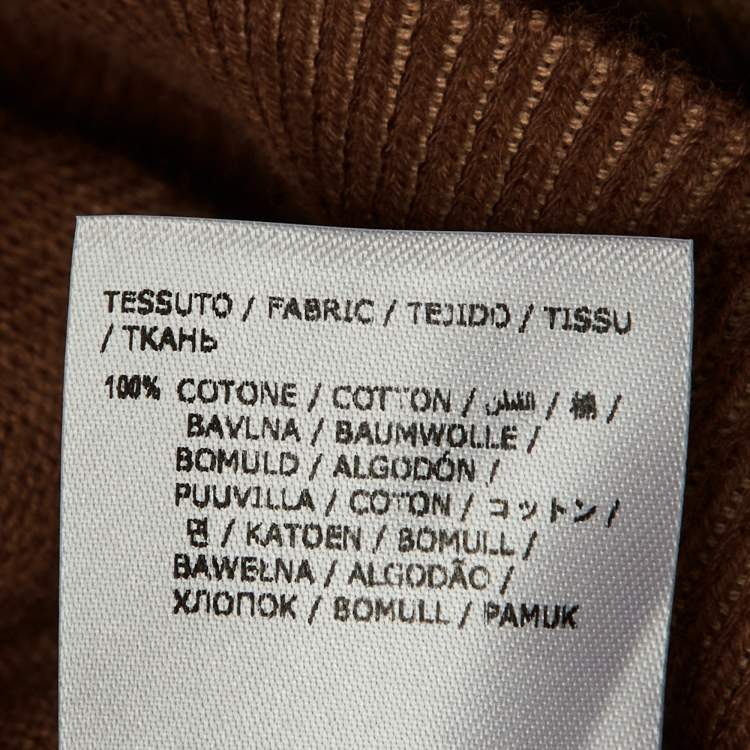 TESSUTO / FABRIC / TEJIDO / TISSU
/ ТКАНЬ
100% COTONE / COTTON / القطن / 棉 /
BAVLNA / BAUMWOLLE /
BOMULD / ALGODÓN /
PUUVILLA / COTON / コットン /
면 / KATOEN / BOMULL /
BAWEŁNA / ALGODÃO /
ХЛОПОК / BOMULL / PAMUK